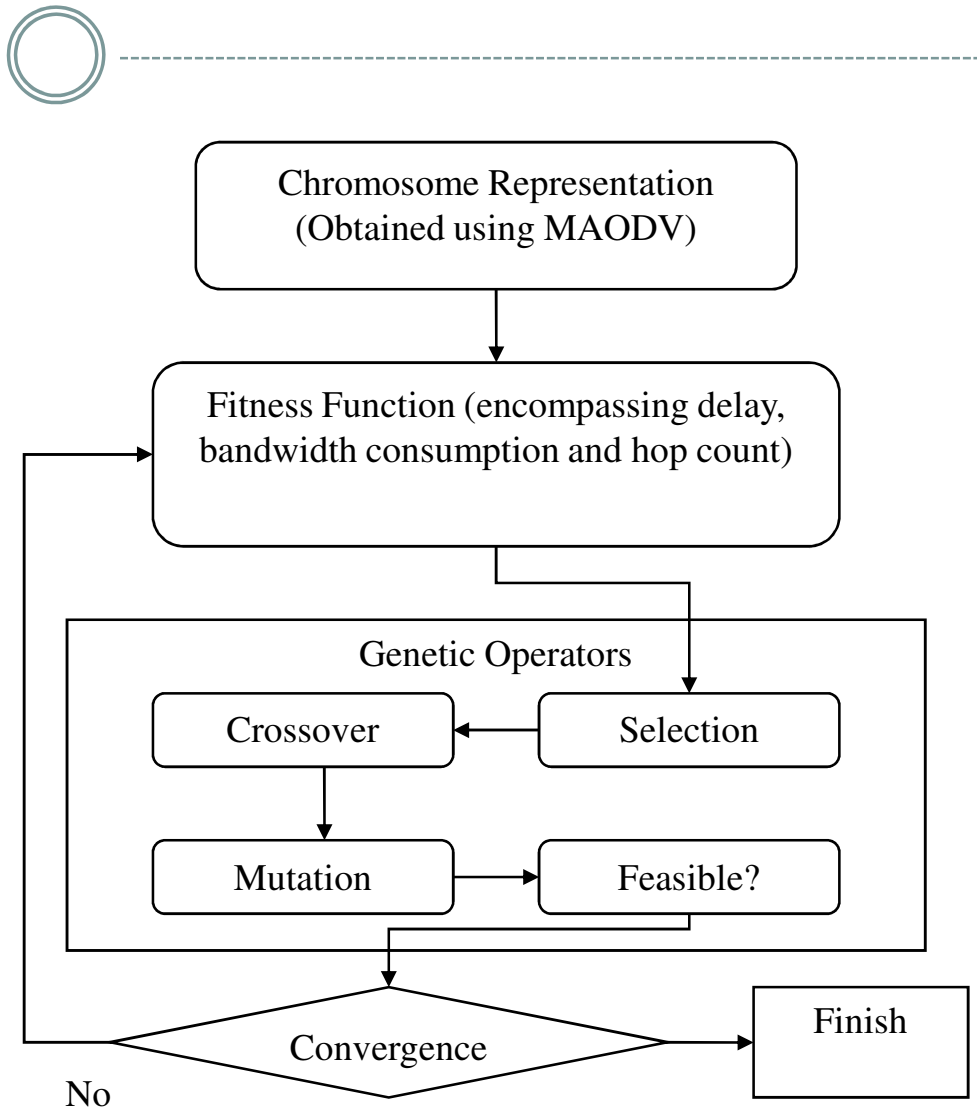 Chromosome Representation
(Obtained using MAODV)
Fitness Function (encompassing delay,
bandwidth consumption and hop count)
Genetic Operators
Crossover
Selection
Mutation
Feasible?
Convergence
Finish
No